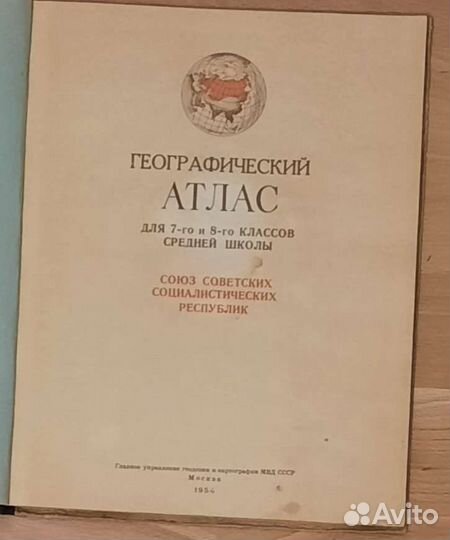 ГЕОГРАФИЧЕСКИЙ
АТЛАС
ДЛЯ 7-го и 8-го КЛАССОВ
СРЕДНЕЙ ШКОЛЫ
СОЮЗ СОВЕТСКИХ
СОЦИАЛИСТИЧЕСКИХ
РЕСПУБЛИК
Главное управление геодезии и картографии МВД СССР
Москва
1954
Avito